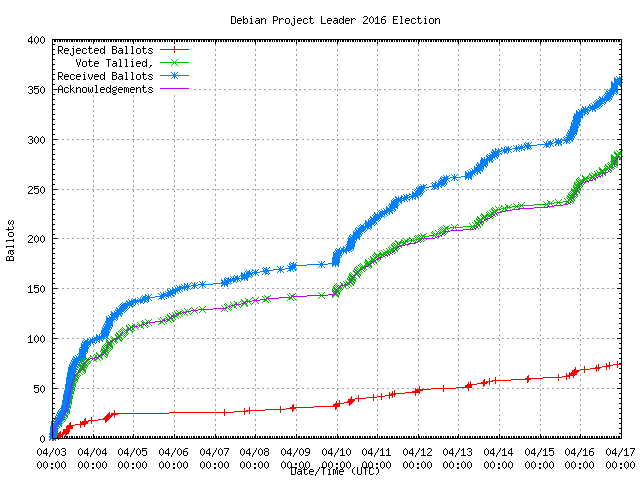 Debian Project Leader 2016 Election
400
350
300
250
200
150
100
50
0
Ballots
Rejected Ballots
Vote Tallied,
Received Ballots
Acknowledgements
04/03 04/04 04/05 04/06 04/07 04/08 04/09 04/10 04/11 04/12 04/13 04/14 04/15 04/16 04/17
00:00 00:00 00:00 00:00 00:00 00:00 00:00 00:00 00:00 00:00 00:00 00:00 00:00 00:00 00:00
Date/Time (UTC)